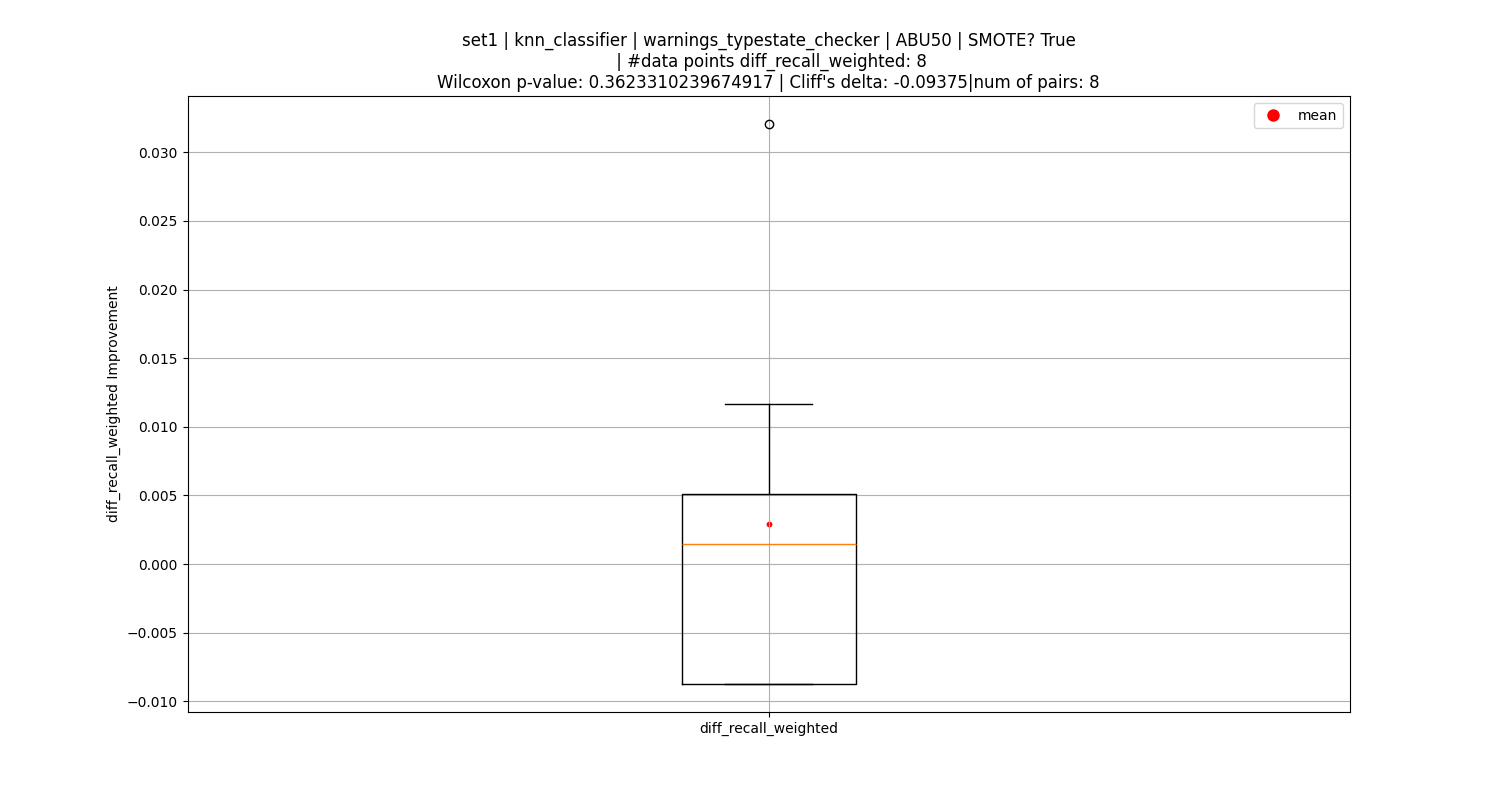 set1 | knn_classifier | warnings_typestate_checker | ABU50 | SMOTE? True
| #data points diff_recall_weighted: 8
Wilcoxon p-value: 0.3623310239674917 | Cliff's delta: -0.09375|num of pairs: 8
mean
0.030
0.025
0.020
0.015
0.010
0.005
0.000
−0.005
−0.010
diff_recall_weighted Improvement
diff_recall_weighted